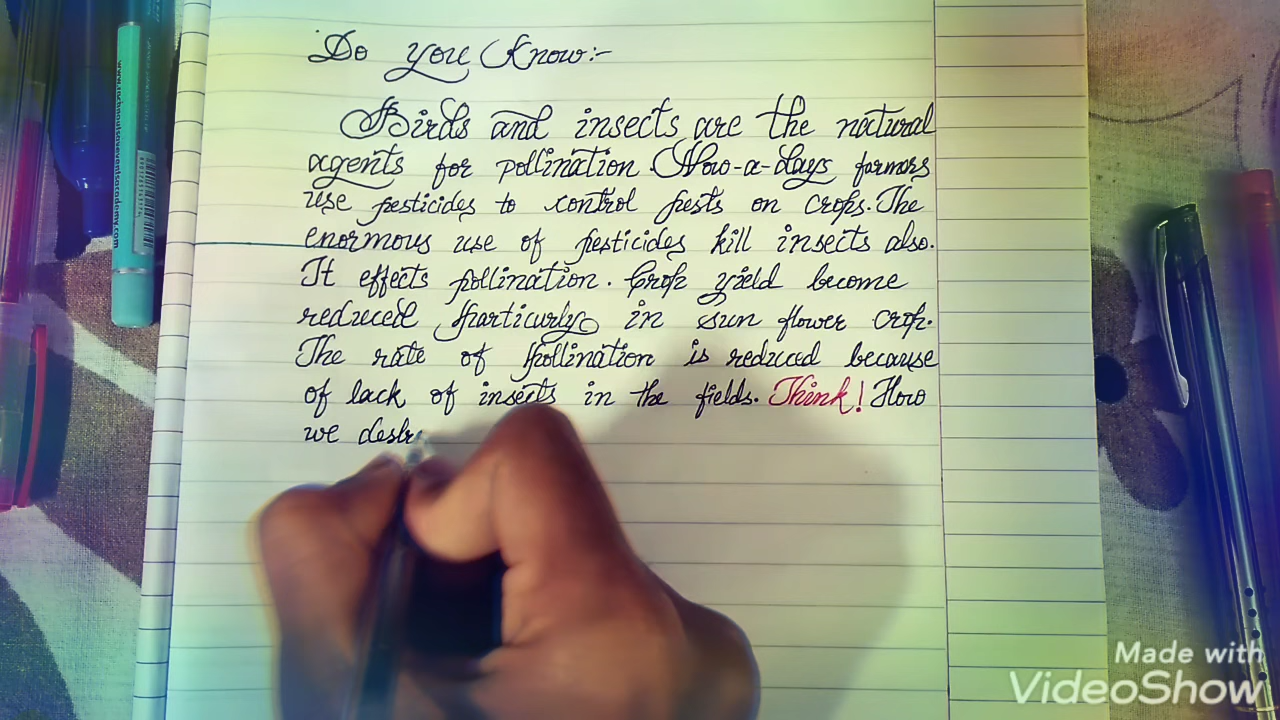 Do you Know:-
Birds and insects are the natural
agents for pollination. Now-a-days farmers
use pesticides to control pests on crops. The
enormous use of pesticides kill insects also.
It effects pollination. Crop yield become
reduced particurly in sun flower crop.
The rate of pollination is reduced because
of lack of insects in the fields. Think! How
we destr
Made with
VideoShow